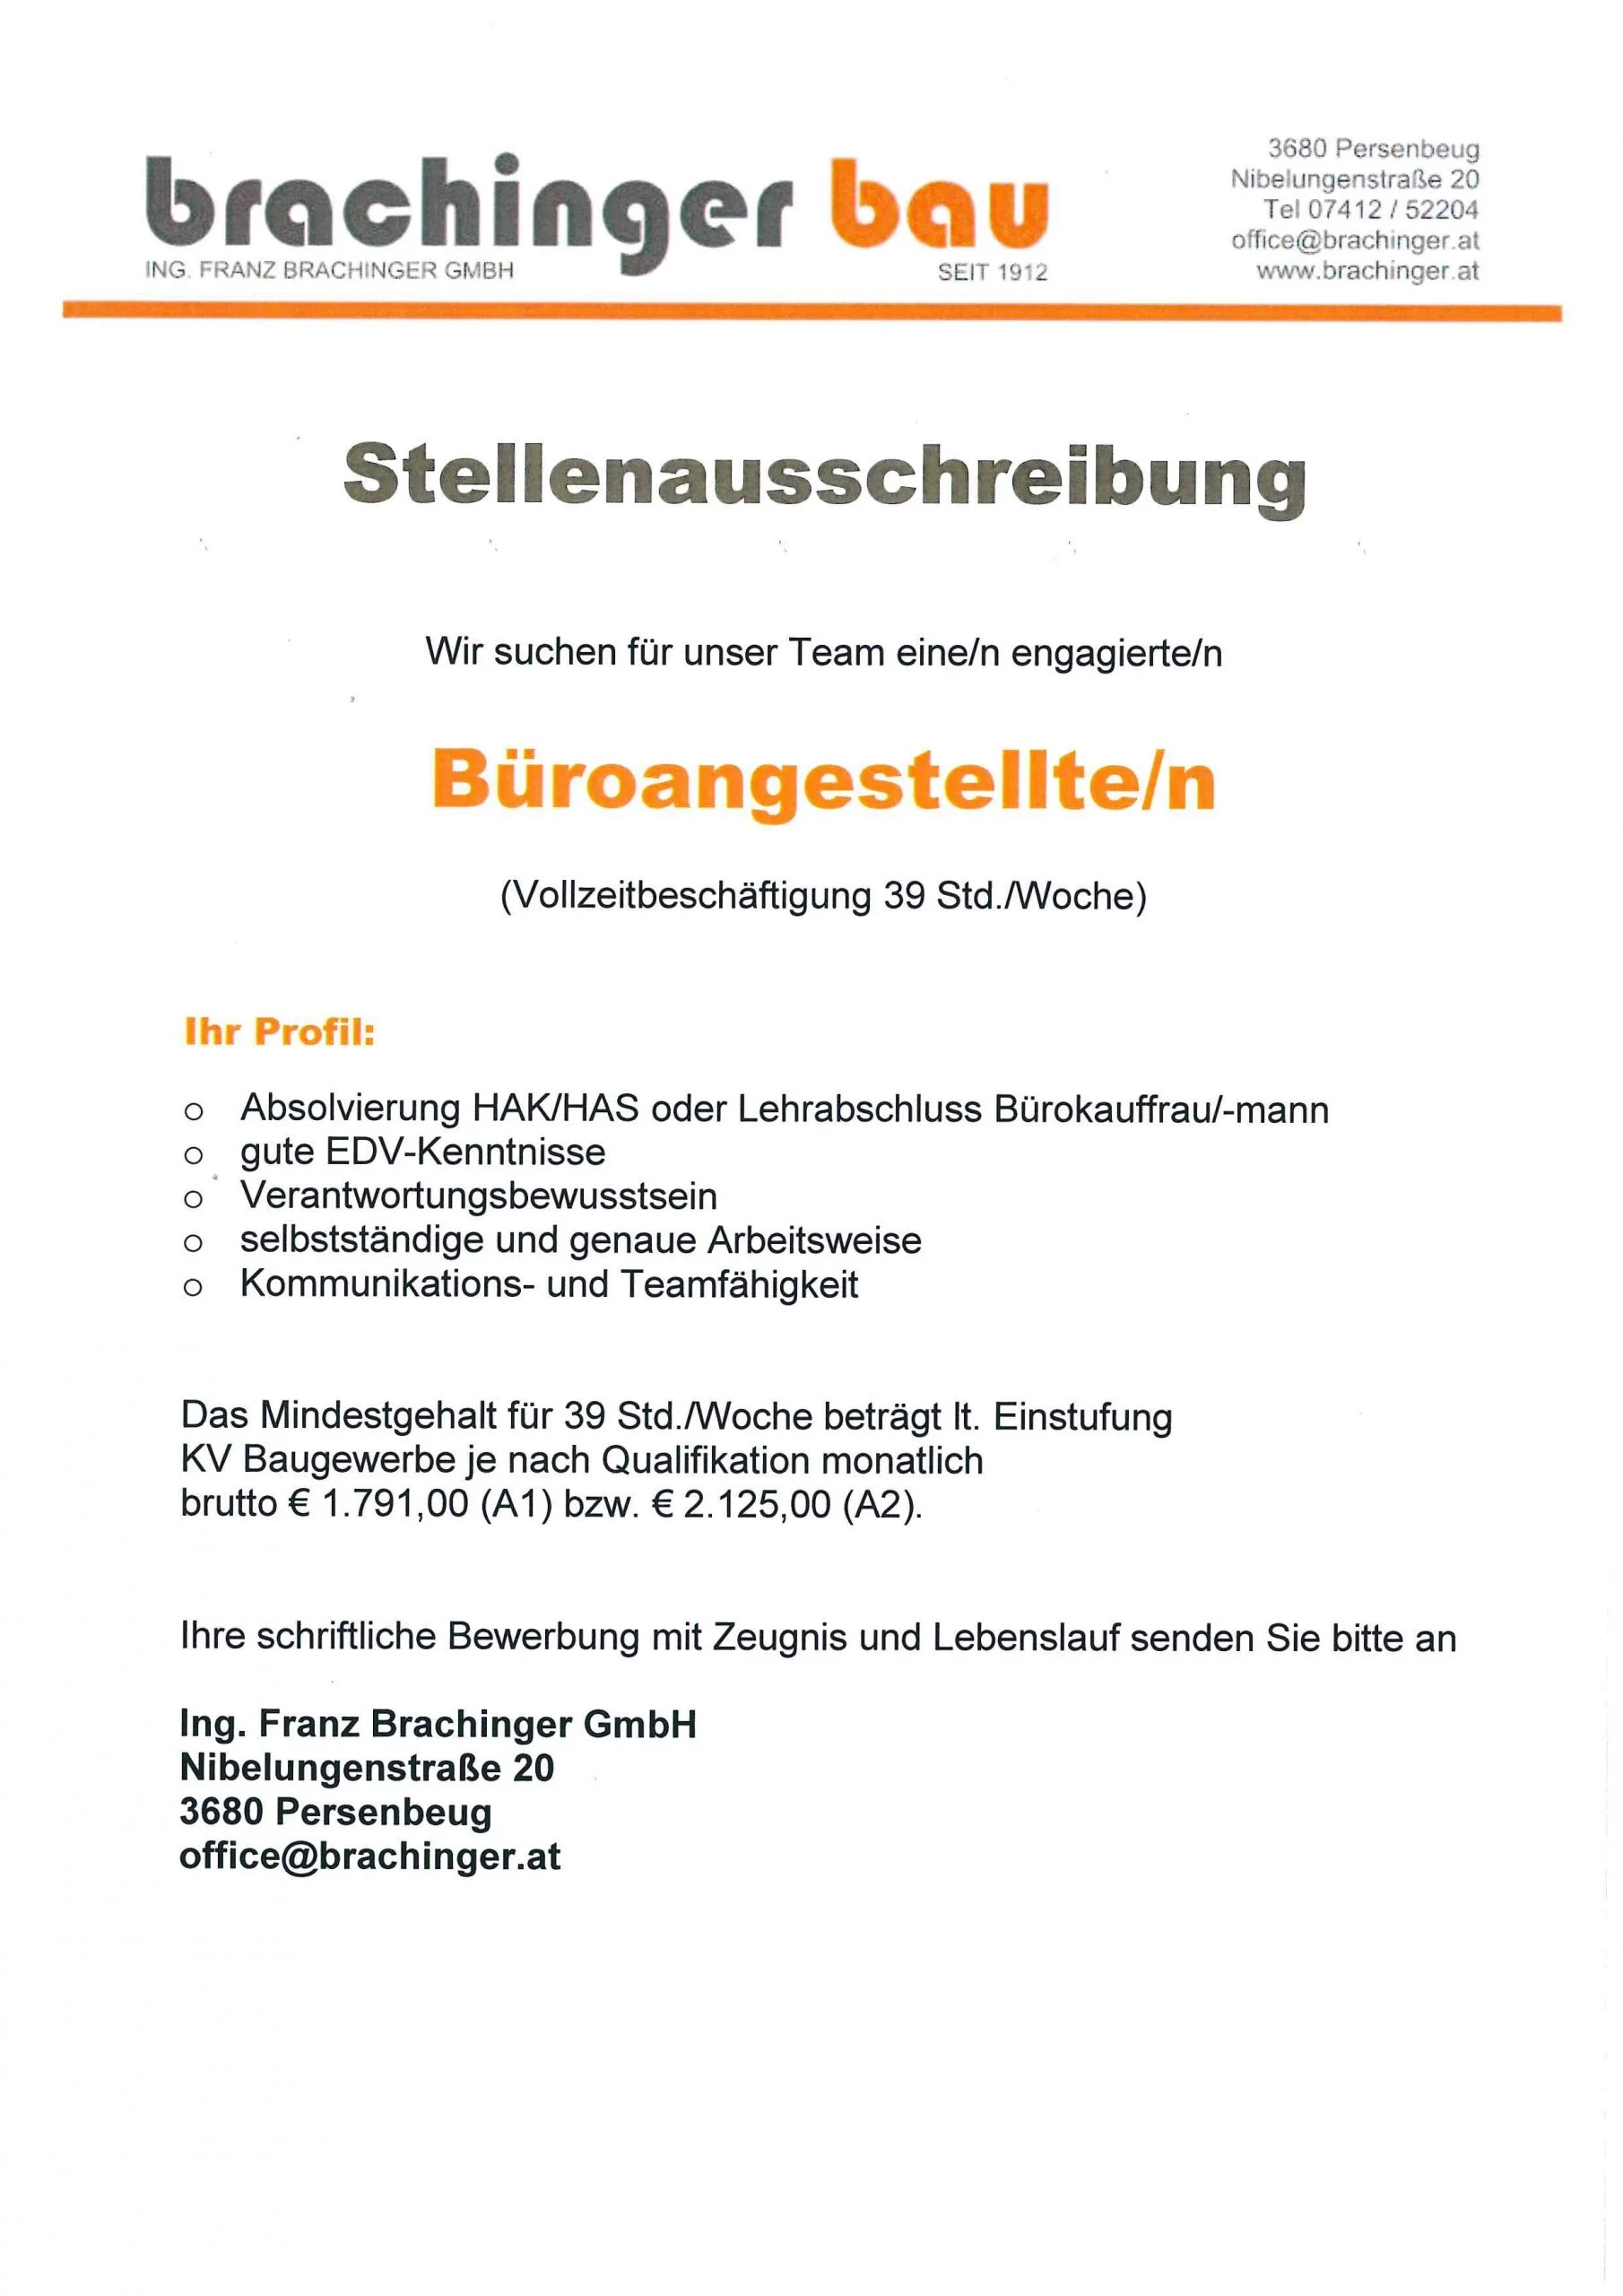 brachinger bau
ING. FRANZ BRACHINGER GMBH
SEIT 1912
3680 Persenbeug
Nibelungenstraße 20
Tel 07412 / 52204
office@brachinger.at
www.brachinger.at
Stellenausschreibung
Wir suchen für unser Team eine/n engagierte/n
Büroangestellte/n
(Vollzeitbeschäftigung 39 Std./Woche)
Ihr Profil:
o Absolvierung HAK/HAS oder Lehrabschluss Bürokauffrau/-mann
o gute EDV-Kenntnisse
o Verantwortungsbewusstsein
o selbstständige und genaue Arbeitsweise
o Kommunikations- und Teamfähigkeit
Das Mindestgehalt für 39 Std./Woche beträgt lt. Einstufung
KV Baugewerbe je nach Qualifikation monatlich
brutto € 1.791,00 (A1) bzw. € 2.125,00 (A2).
Ihre schriftliche Bewerbung mit Zeugnis und Lebenslauf senden Sie bitte an
Ing. Franz Brachinger GmbH
Nibelungenstraße 20
3680 Persenbeug
office@brachinger.at